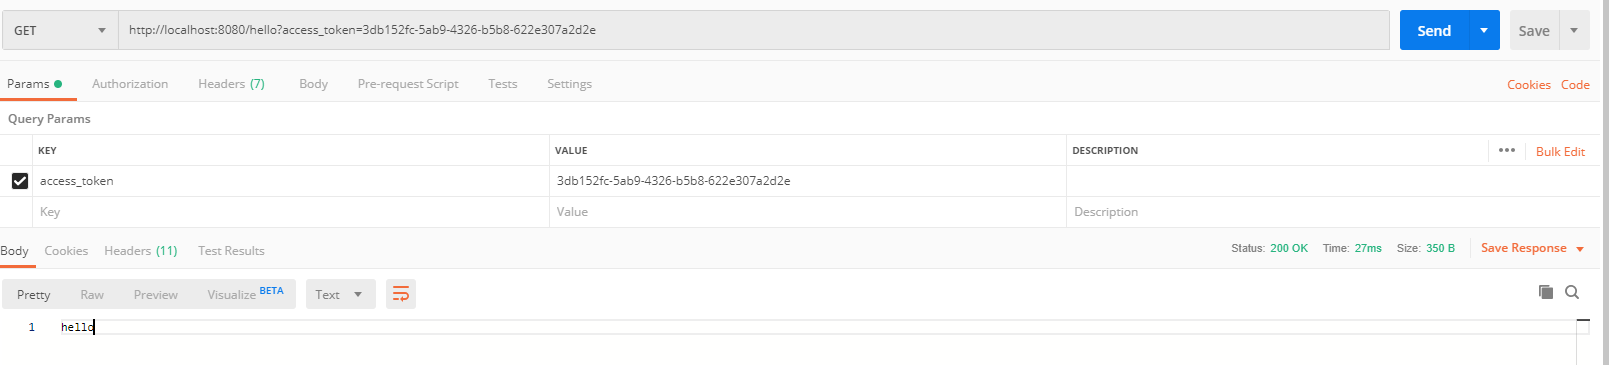 GET http://localhost:8080/hello?access_token=3db152fc-5ab9-4326-b5b8-622e307a2d2e Send Save
Params Authorization Headers (7) Body Pre-request Script Tests Settings Cookies Code
Query Params
KEY VALUE DESCRIPTION ••• Bulk Edit
access_token 3db152fc-5ab9-4326-b5b8-622e307a2d2e
Key Value Description
Body Cookies Headers (11) Test Results Status: 200 OK Time: 27ms Size: 350 B Save Response
Pretty Raw Preview Visualize BETA Text
1 hello